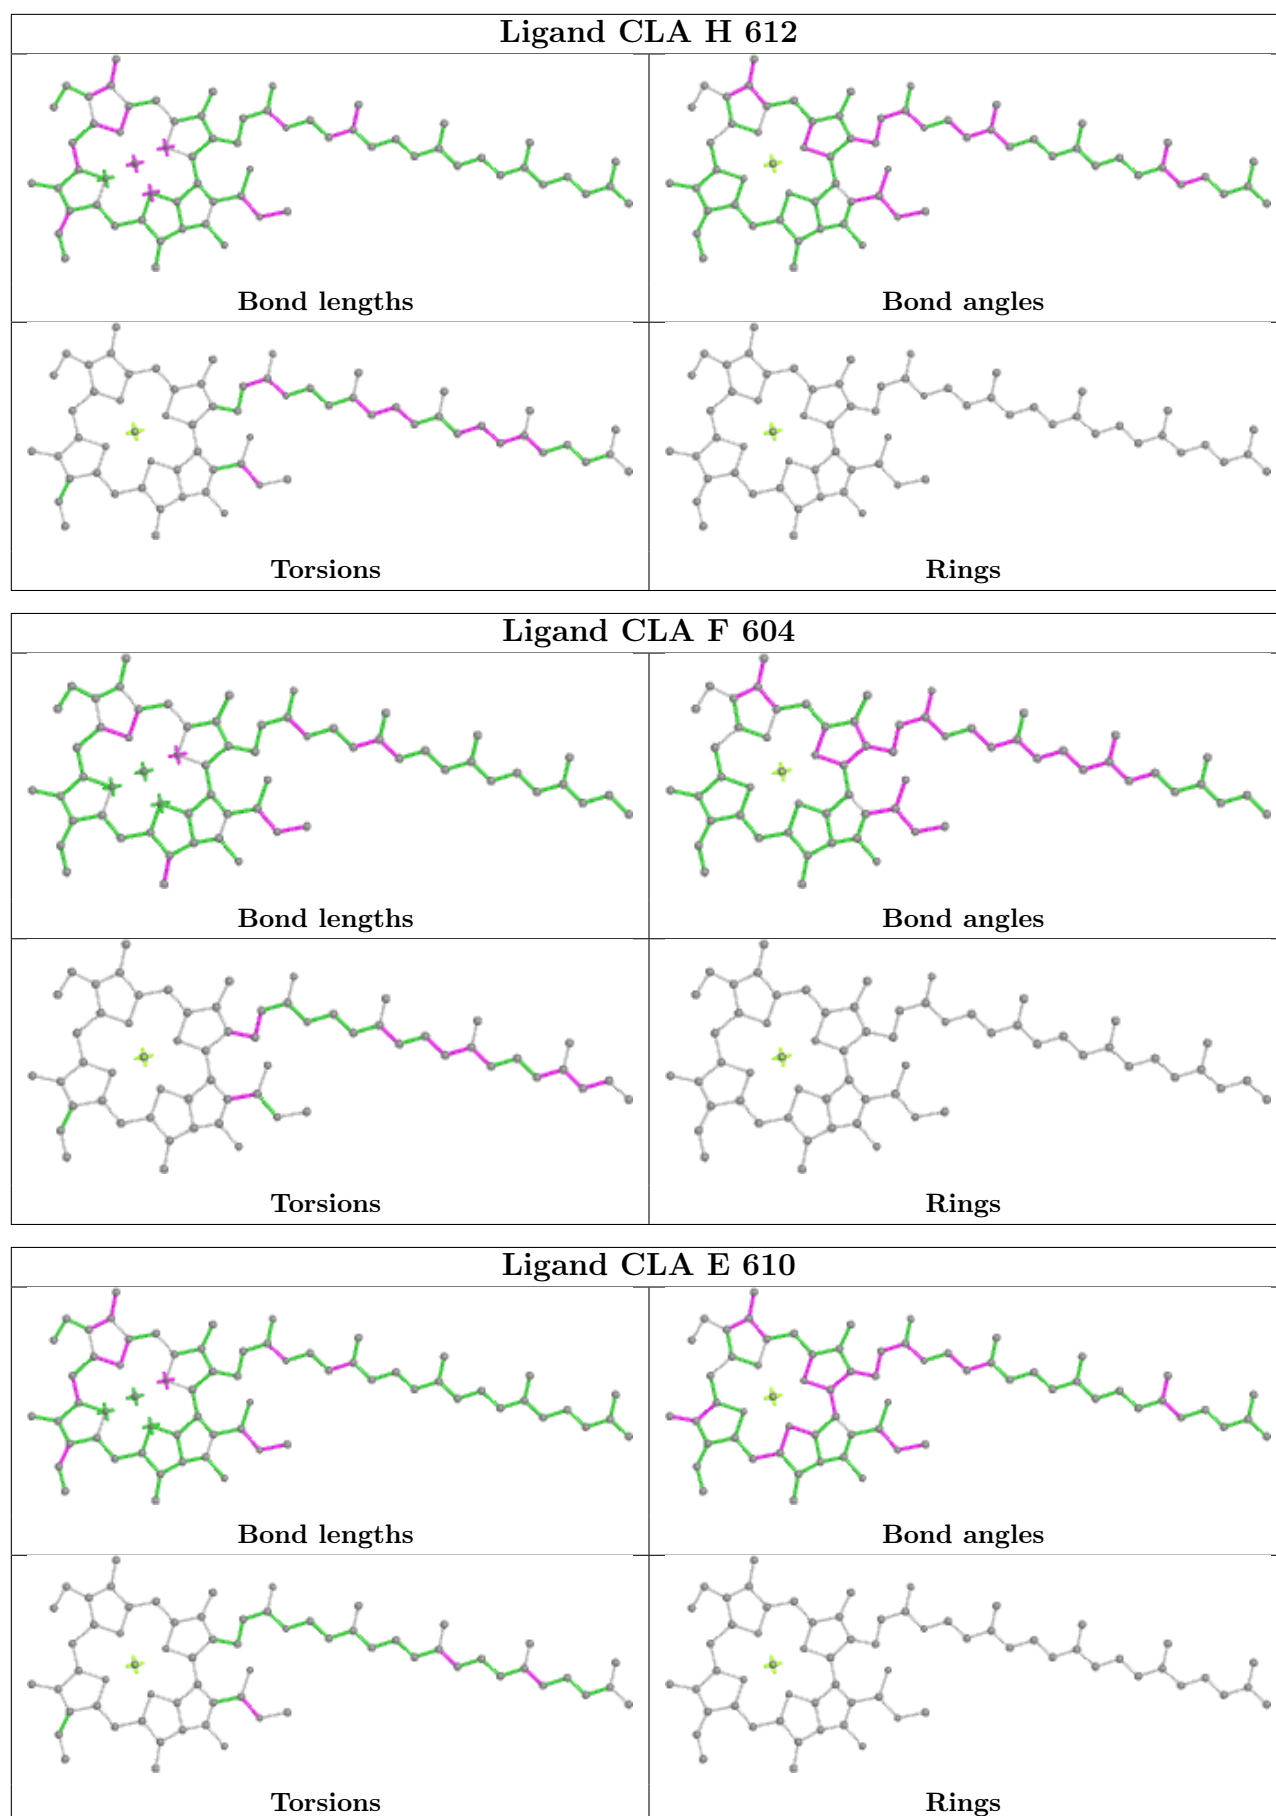 Ligand CLA H 612
Bond lengths
Bond angles
Torsions
Rings
Ligand CLA F 604
Bond lengths
Bond angles
Torsions
Rings
Ligand CLA E 610
Bond lengths
Bond angles
Torsions
Rings